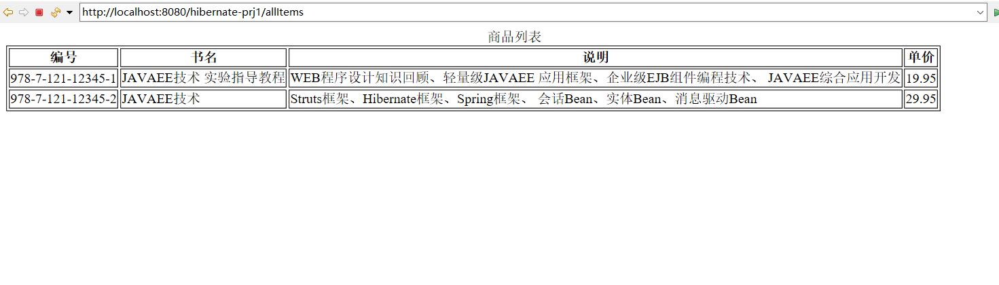 http://localhost:8080/hibernate-prj1/allItems
商品列表
编号 书名 说明 单价
978-7-121-12345-1 JAVAEE技术 实验指导教程 WEB程序设计知识回顾、轻量级JAVAEE 应用框架、企业级EJB组件编程技术、 JAVAEE综合应用开发 19.95
978-7-121-12345-2 JAVAEE技术 Struts框架、Hibernate框架、Spring框架、 会话Bean、实体Bean、消息驱动Bean 29.95